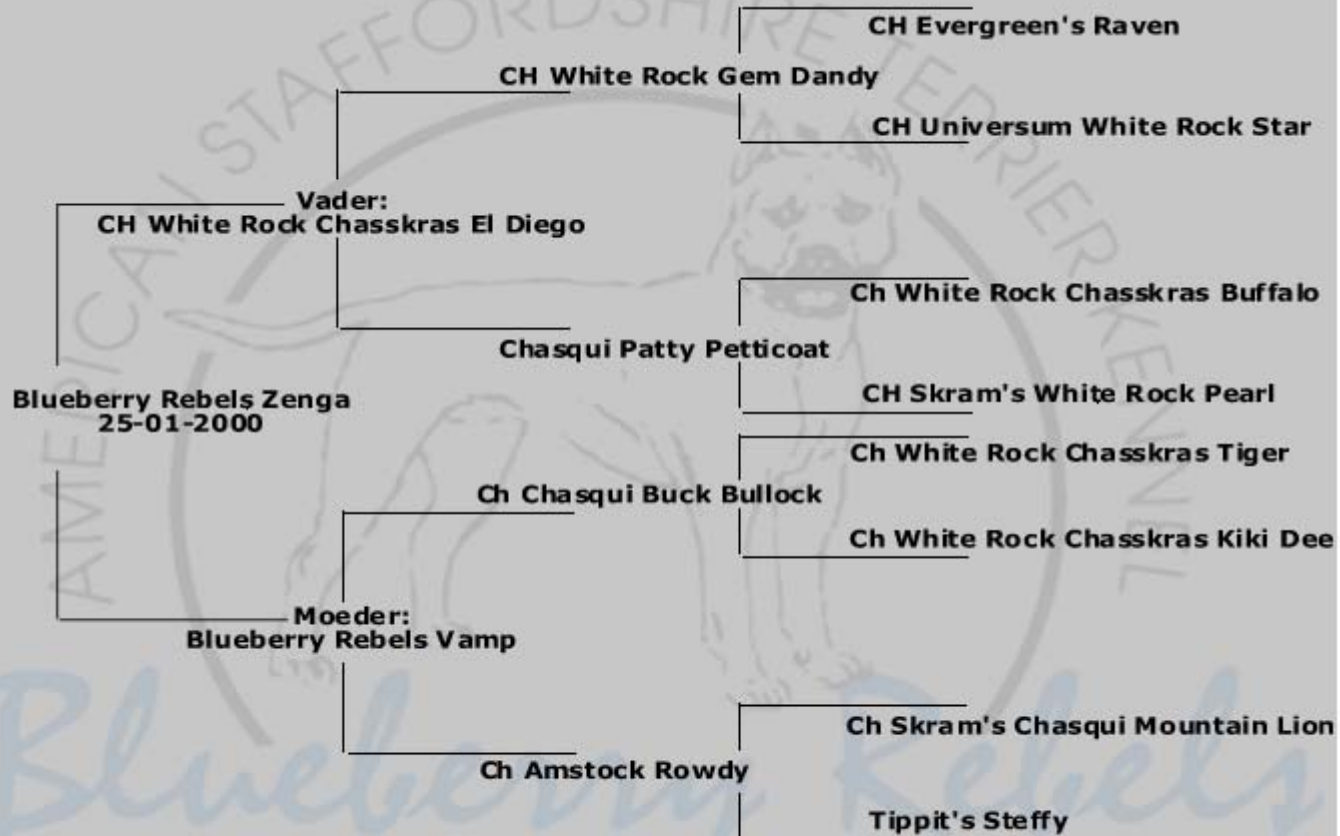 CH Evergreen's Raven
CH White Rock Gem Dandy
CH Universum White Rock Star
Vader:
CH White Rock Chasskras El Diego
Ch White Rock Chasskras Buffalo
Chasqui Patty Petticoat
CH Skram's White Rock Pearl
Blueberry Rebels Zenga
25-01-2000
Ch White Rock Chasskras Tiger
Ch Chasqui Buck Bullock
Ch White Rock Chasskras Kiki Dee
Moeder:
Blueberry Rebels Vamp
Ch Skram's Chasqui Mountain Lion
Ch Amstock Rowdy
Tippit's Steffy
AMERICAN STAFFORDSHIRE TERRIER KENNEL
Blueberry Rebels